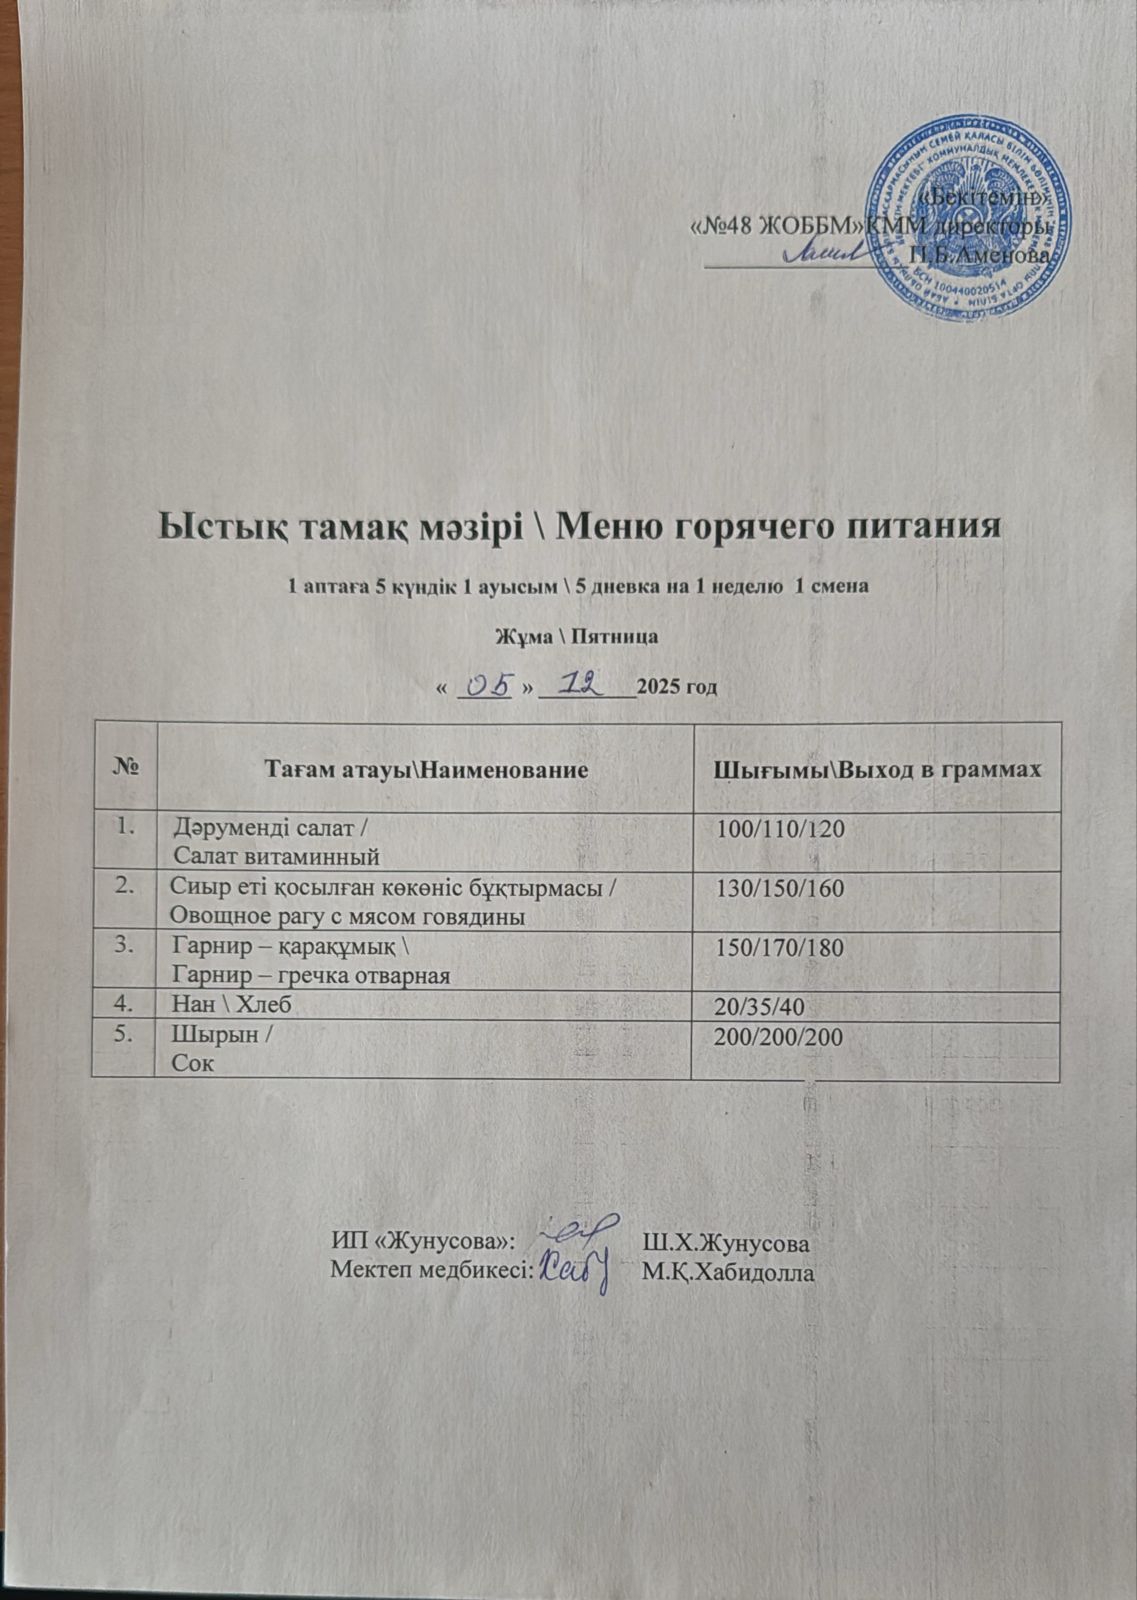 «Бекітемін»
«№48 ЖОББМ»КММ директоры
П.Б.Аменова
БСН 100440020514
Ыстық тамақ мәзірі \ Меню горячего питания
1 аптаға 5 күндік 1 ауысым \ 5 дневка на 1 неделю 1 смена
Жұма \ Пятница
« 05 » 12 2025 год
№ Тағам атауы\Наименование Шығымы\Выход в граммах
1. Дәруменді салат / 100/110/120
Салат витаминный
2. Сиыр еті қосылған көкөніс бұқтырмасы / 130/150/160
Овощное рагу с мясом говядины
3. Гарнир – қарақұмық \ 150/170/180
Гарнир – гречка отварная
4. Нан \ Хлеб 20/35/40
5. Шырын / 200/200/200
Сок
ИП «Жунусова»: Ш.Х.Жунусова
Мектеп медбикесі: М.Қ.Хабидолла